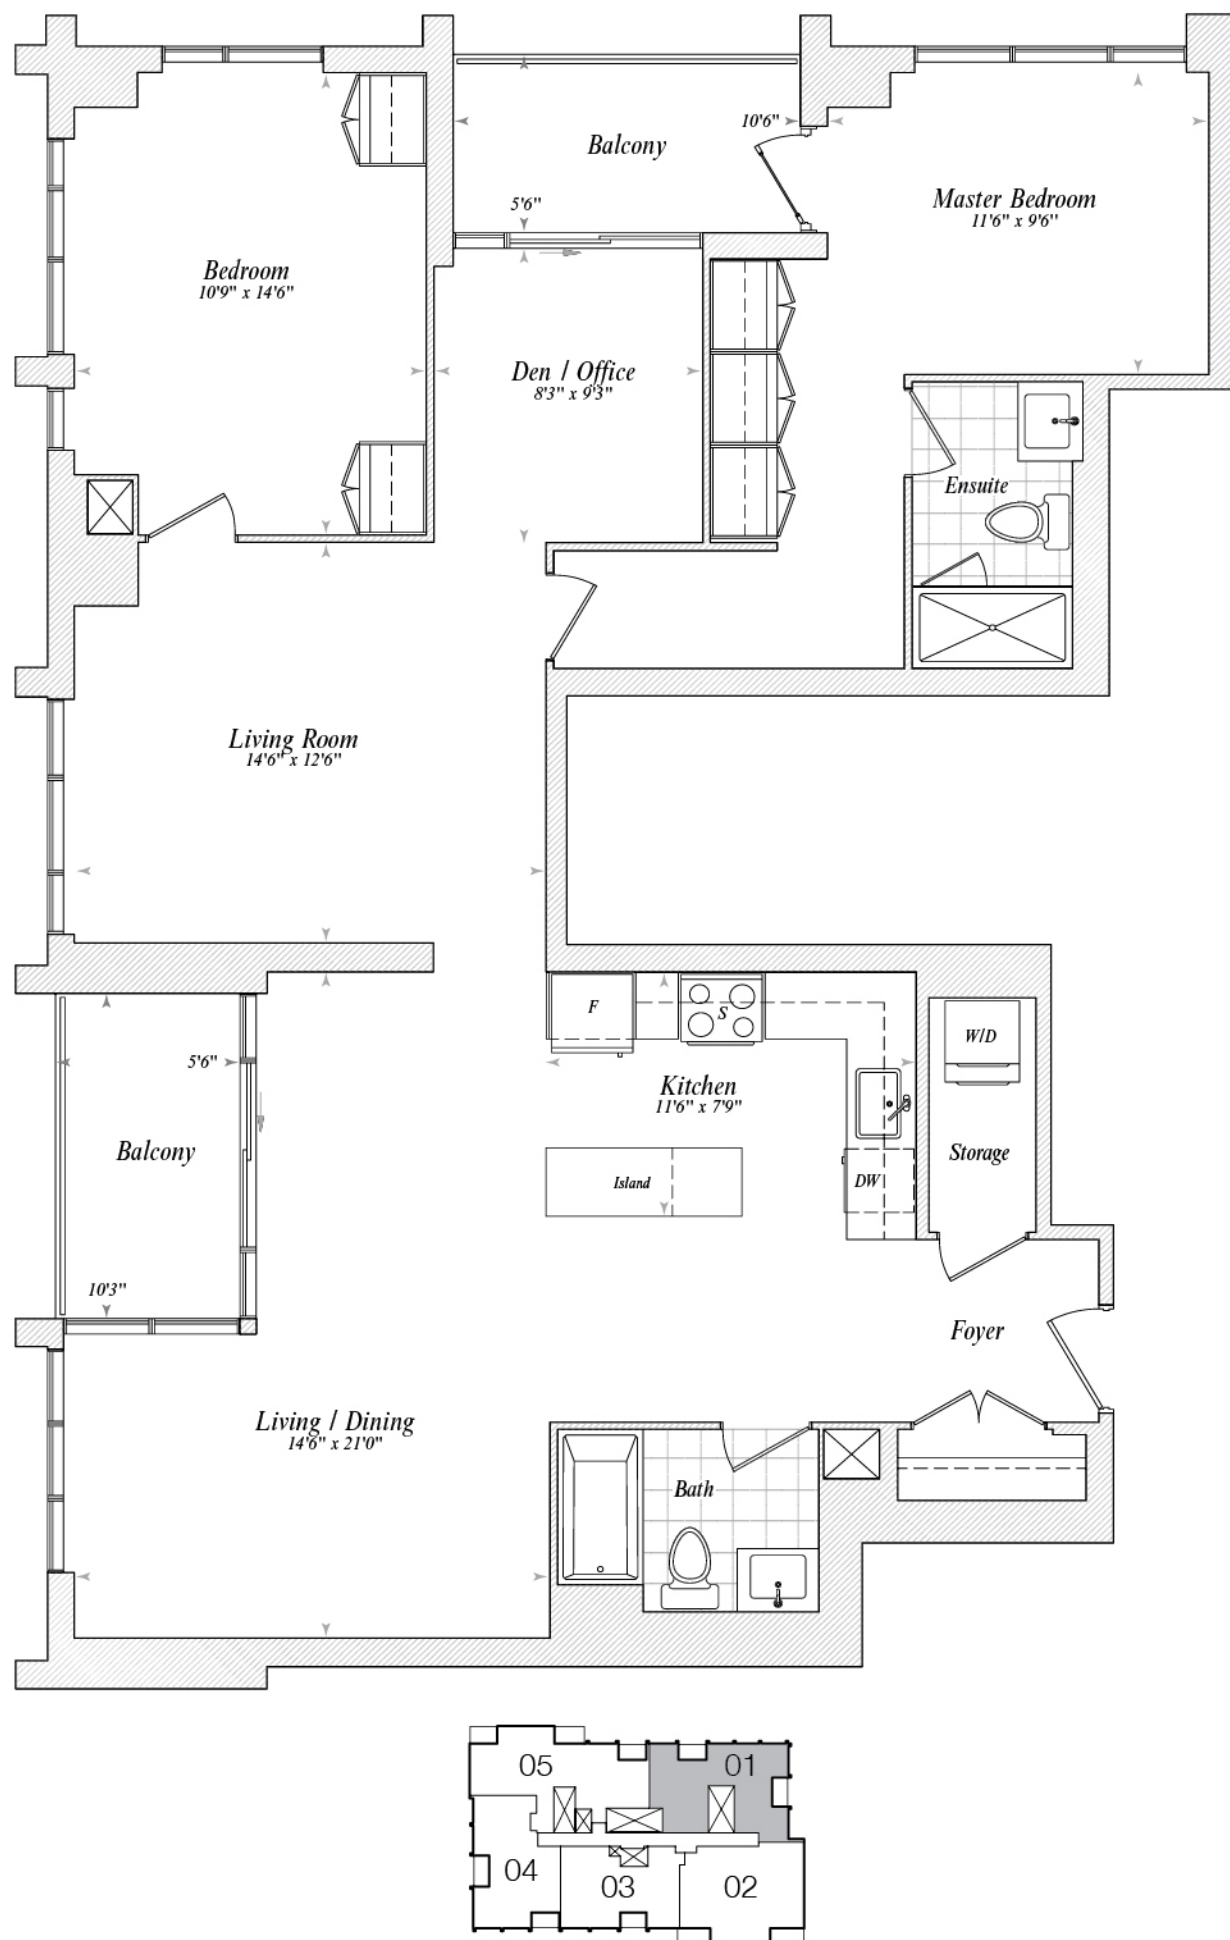 Balcony
10'6"
5'6"
Master Bedroom
11'6" x 9'6"
Bedroom
10'9" x 14'6"
Den / Office
8'3" x 9'3"
Ensuite
Living Room
14'6" x 12'6"
F
S
W/D
5'6"
Kitchen
11'6" x 7'9"
Balcony
Storage
Island
DW
10'3"
Foyer
Living / Dining
14'6" x 21'0"
Bath
05
01
04
03
02